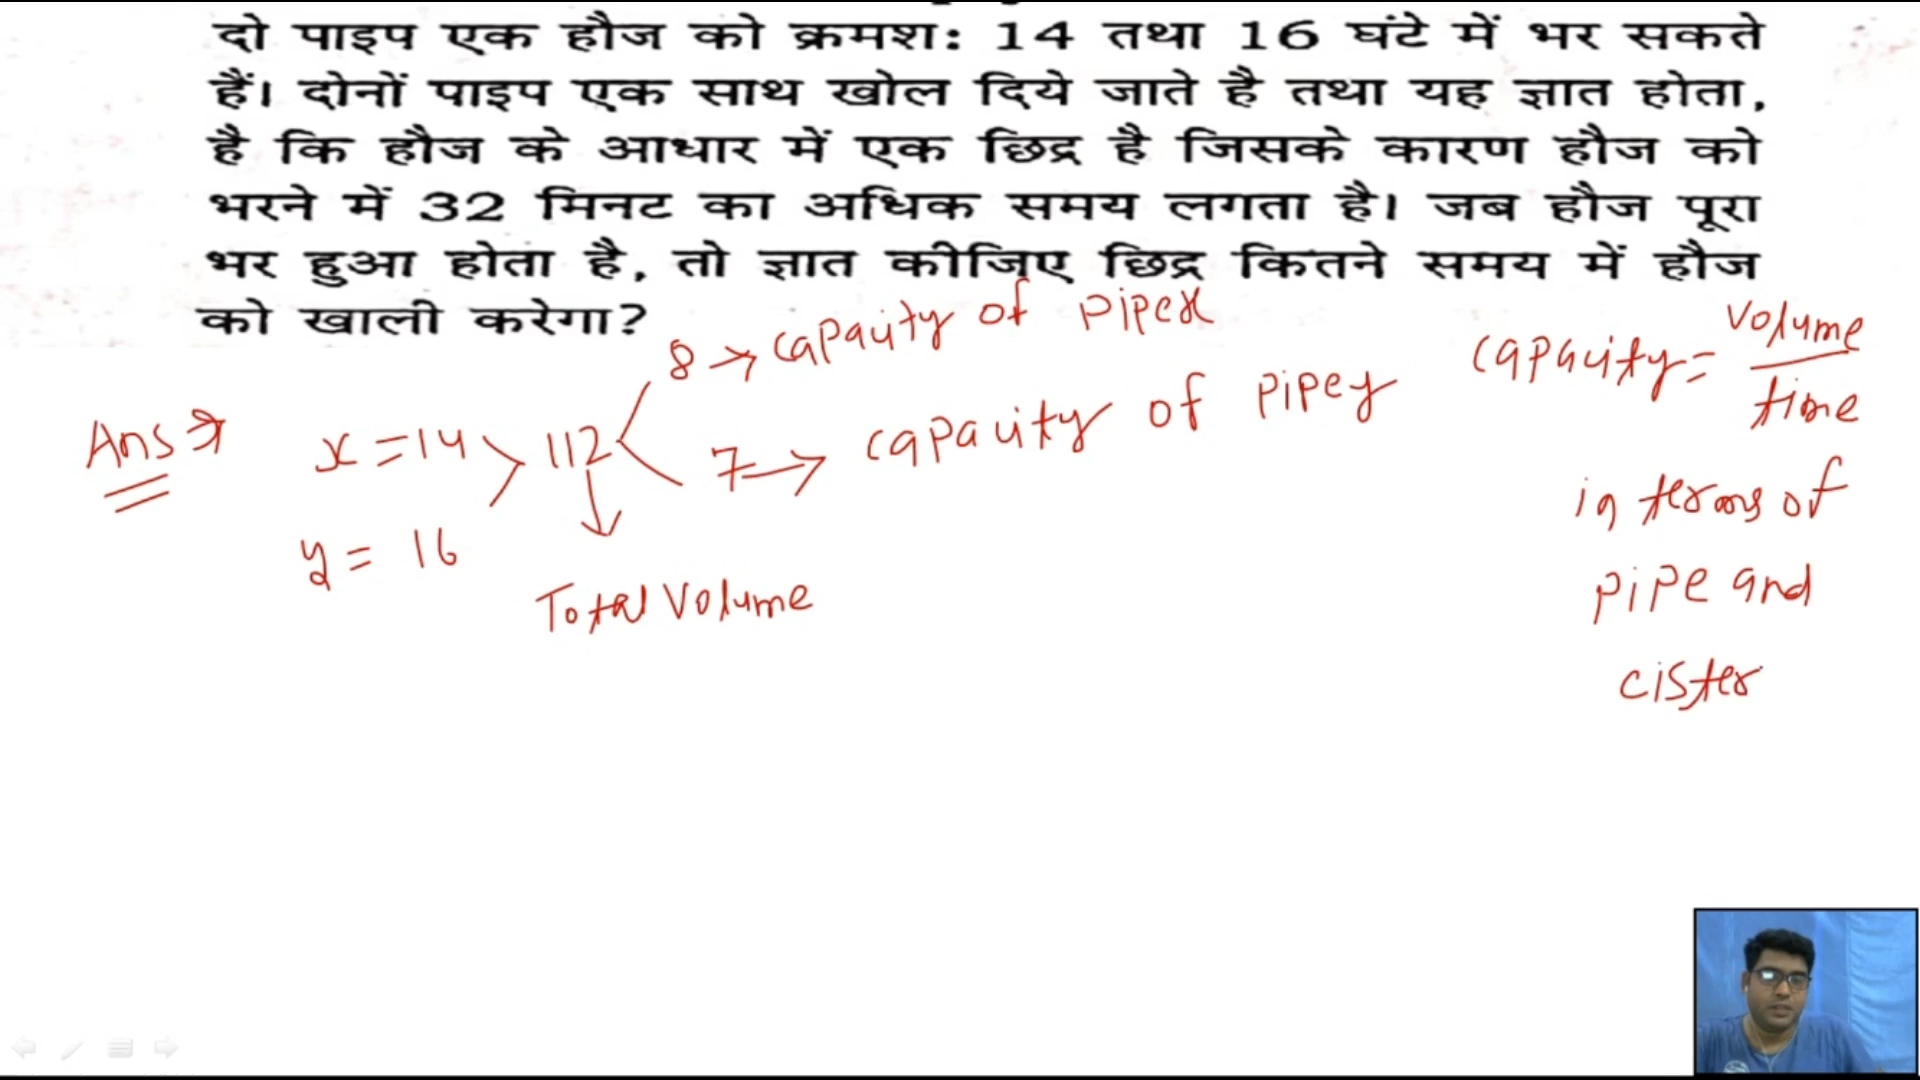 दो पाइप एक हौज को क्रमश: 14 तथा 16 घंटे में भर सकते
हैं। दोनों पाइप एक साथ खोल दिये जाते है तथा यह ज्ञात होता,
है कि हौज के आधार में एक छिद्र है जिसके कारण हौज को
भरने में 32 मिनट का अधिक समय लगता है। जब हौज पूरा
भर हुआ होता है, तो ज्ञात कीजिए छिद्र कितने समय में हौज
को खाली करेगा?
8 → capacity of pipex
capacity = volume / time
Ans →
x = 14
112
7 → capacity of pipey
y = 16
Total Volume
in terms of
pipe and
cister